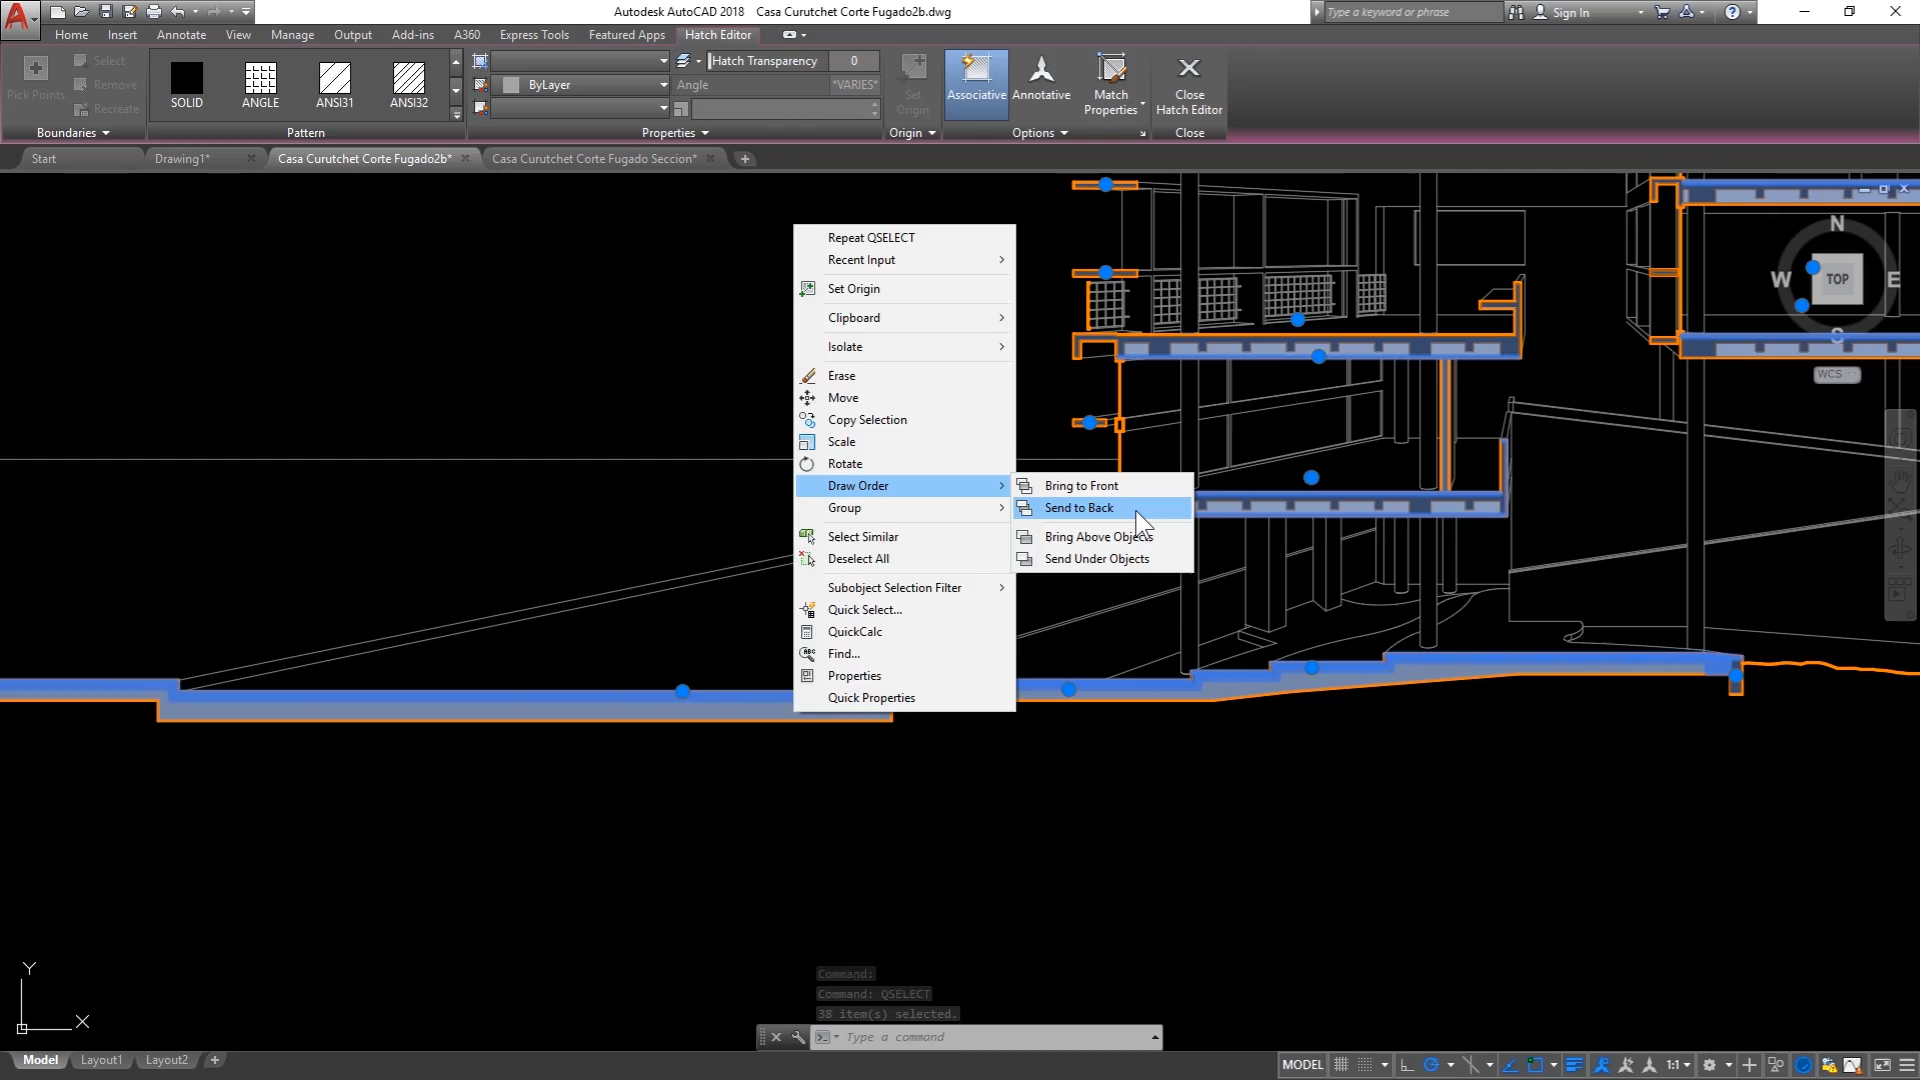 Autodesk AutoCAD 2018 Casa Curutchet Corte Fugado2b.dwg
Type a keyword or phrase
Sign In
Home Insert Annotate View Manage Output Add-ins A360 Express Tools Featured Apps Hatch Editor
Pick Points
Select
Remove
Recreate
SOLID ANGLE ANSI31 ANSI32
ByLayer
Hatch Transparency 0
Angle *VARIES*
Set
Origin
Associative
Annotative
Match
Properties
Close
Hatch Editor
Boundaries Pattern Properties Origin Options Close
Start Drawing1* Casa Curutchet Corte Fugado2b* Casa Curutchet Corte Fugado Seccion*
Repeat QSELECT
Recent Input
Set Origin
Clipboard
Isolate
Erase
Move
Copy Selection
Scale
Rotate
Draw Order
Group
Select Similar
Deselect All
Subobject Selection Filter
Quick Select...
QuickCalc
Find...
Properties
Quick Properties
Bring to Front
Send to Back
Bring Above Objects
Send Under Objects
N
W TOP E
S
WCS
Y
X
Command:
Command: QSELECT
38 item(s) selected.
Type a command
Model Layout1 Layout2
MODEL 1:1